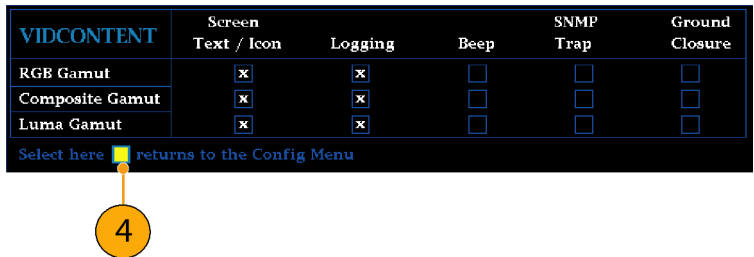 VIDCONTENT Screen Text / Icon Logging Beep SNMP Trap Ground Closure
RGB Gamut x x
Composite Gamut x x
Luma Gamut x x
Select here returns to the Config Menu
4